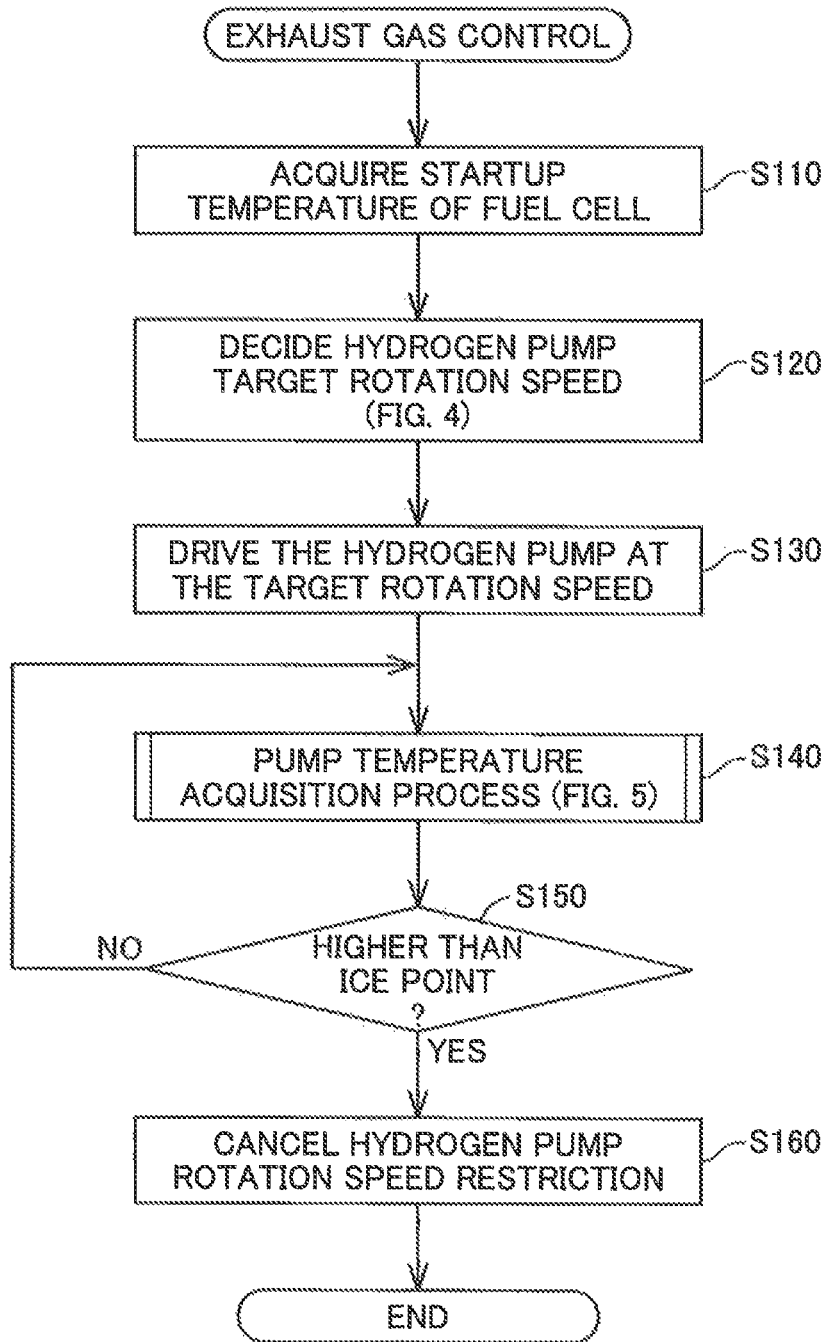 EXHAUST GAS CONTROL
ACQUIRE STARTUP
TEMPERATURE OF FUEL CELL
S110
DECIDE HYDROGEN PUMP
TARGET ROTATION SPEED
(FIG. 4)
S120
DRIVE THE HYDROGEN PUMP AT
THE TARGET ROTATION SPEED
S130
PUMP TEMPERATURE
ACQUISITION PROCESS (FIG. 5)
S140
S150
NO
HIGHER THAN
ICE POINT
?
YES
CANCEL HYDROGEN PUMP
ROTATION SPEED RESTRICTION
S160
END